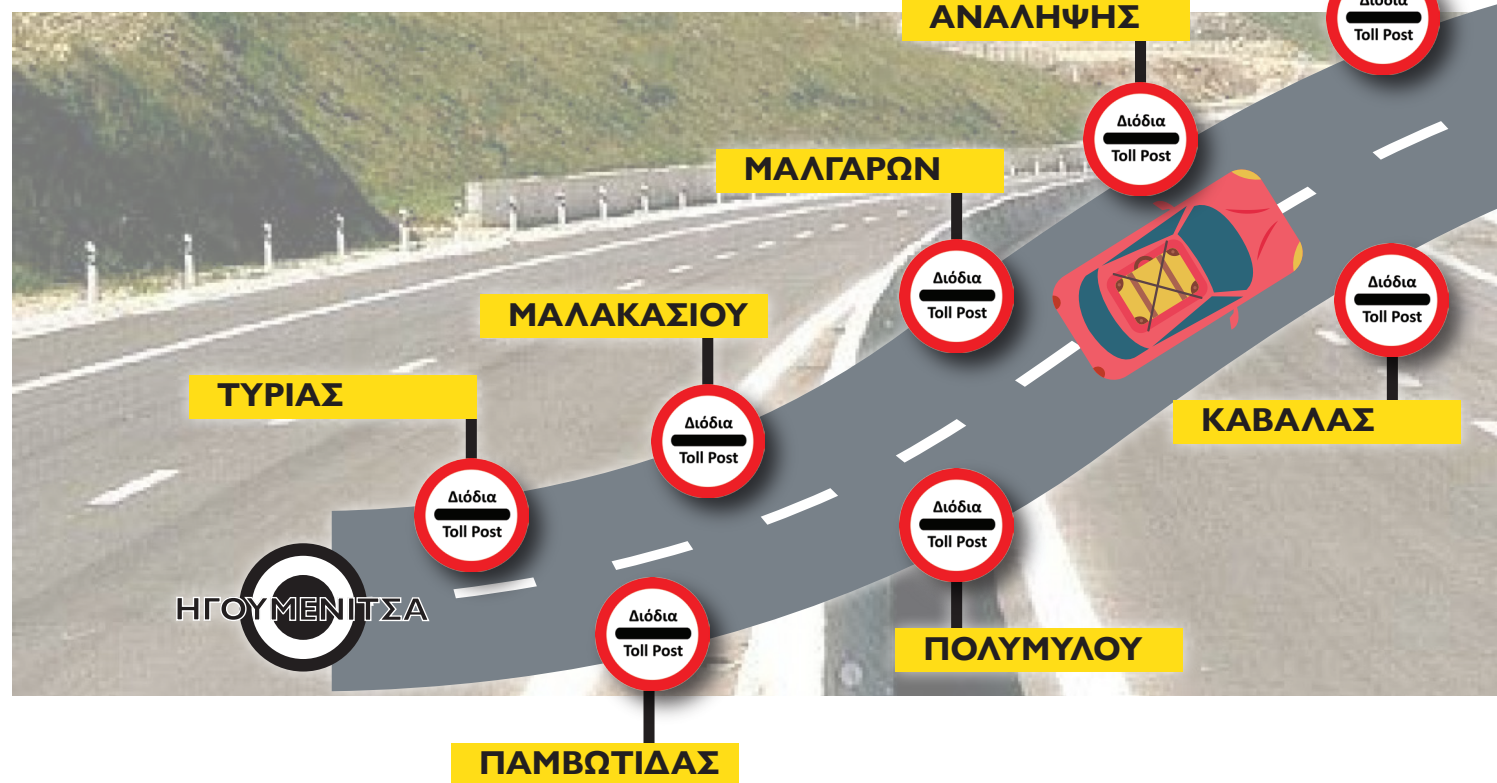 ΑΝΑΛΗΨΗΣ
Διόδια
Toll Post
Διόδια
Toll Post
ΜΑΛΓΑΡΩΝ
Διόδια
Toll Post
Διόδια
Toll Post
ΚΑΒΑΛΑΣ
ΜΑΛΑΚΑΣΙΟΥ
Διόδια
Toll Post
ΤΥΡΙΑΣ
Διόδια
Toll Post
Διόδια
Toll Post
ΠΟΛΥΜΥΛΟΥ
ΗΓΟΥΜΕΝΙΤΣΑ
Διόδια
Toll Post
ΠΑΜΒΩΤΙΔΑΣ